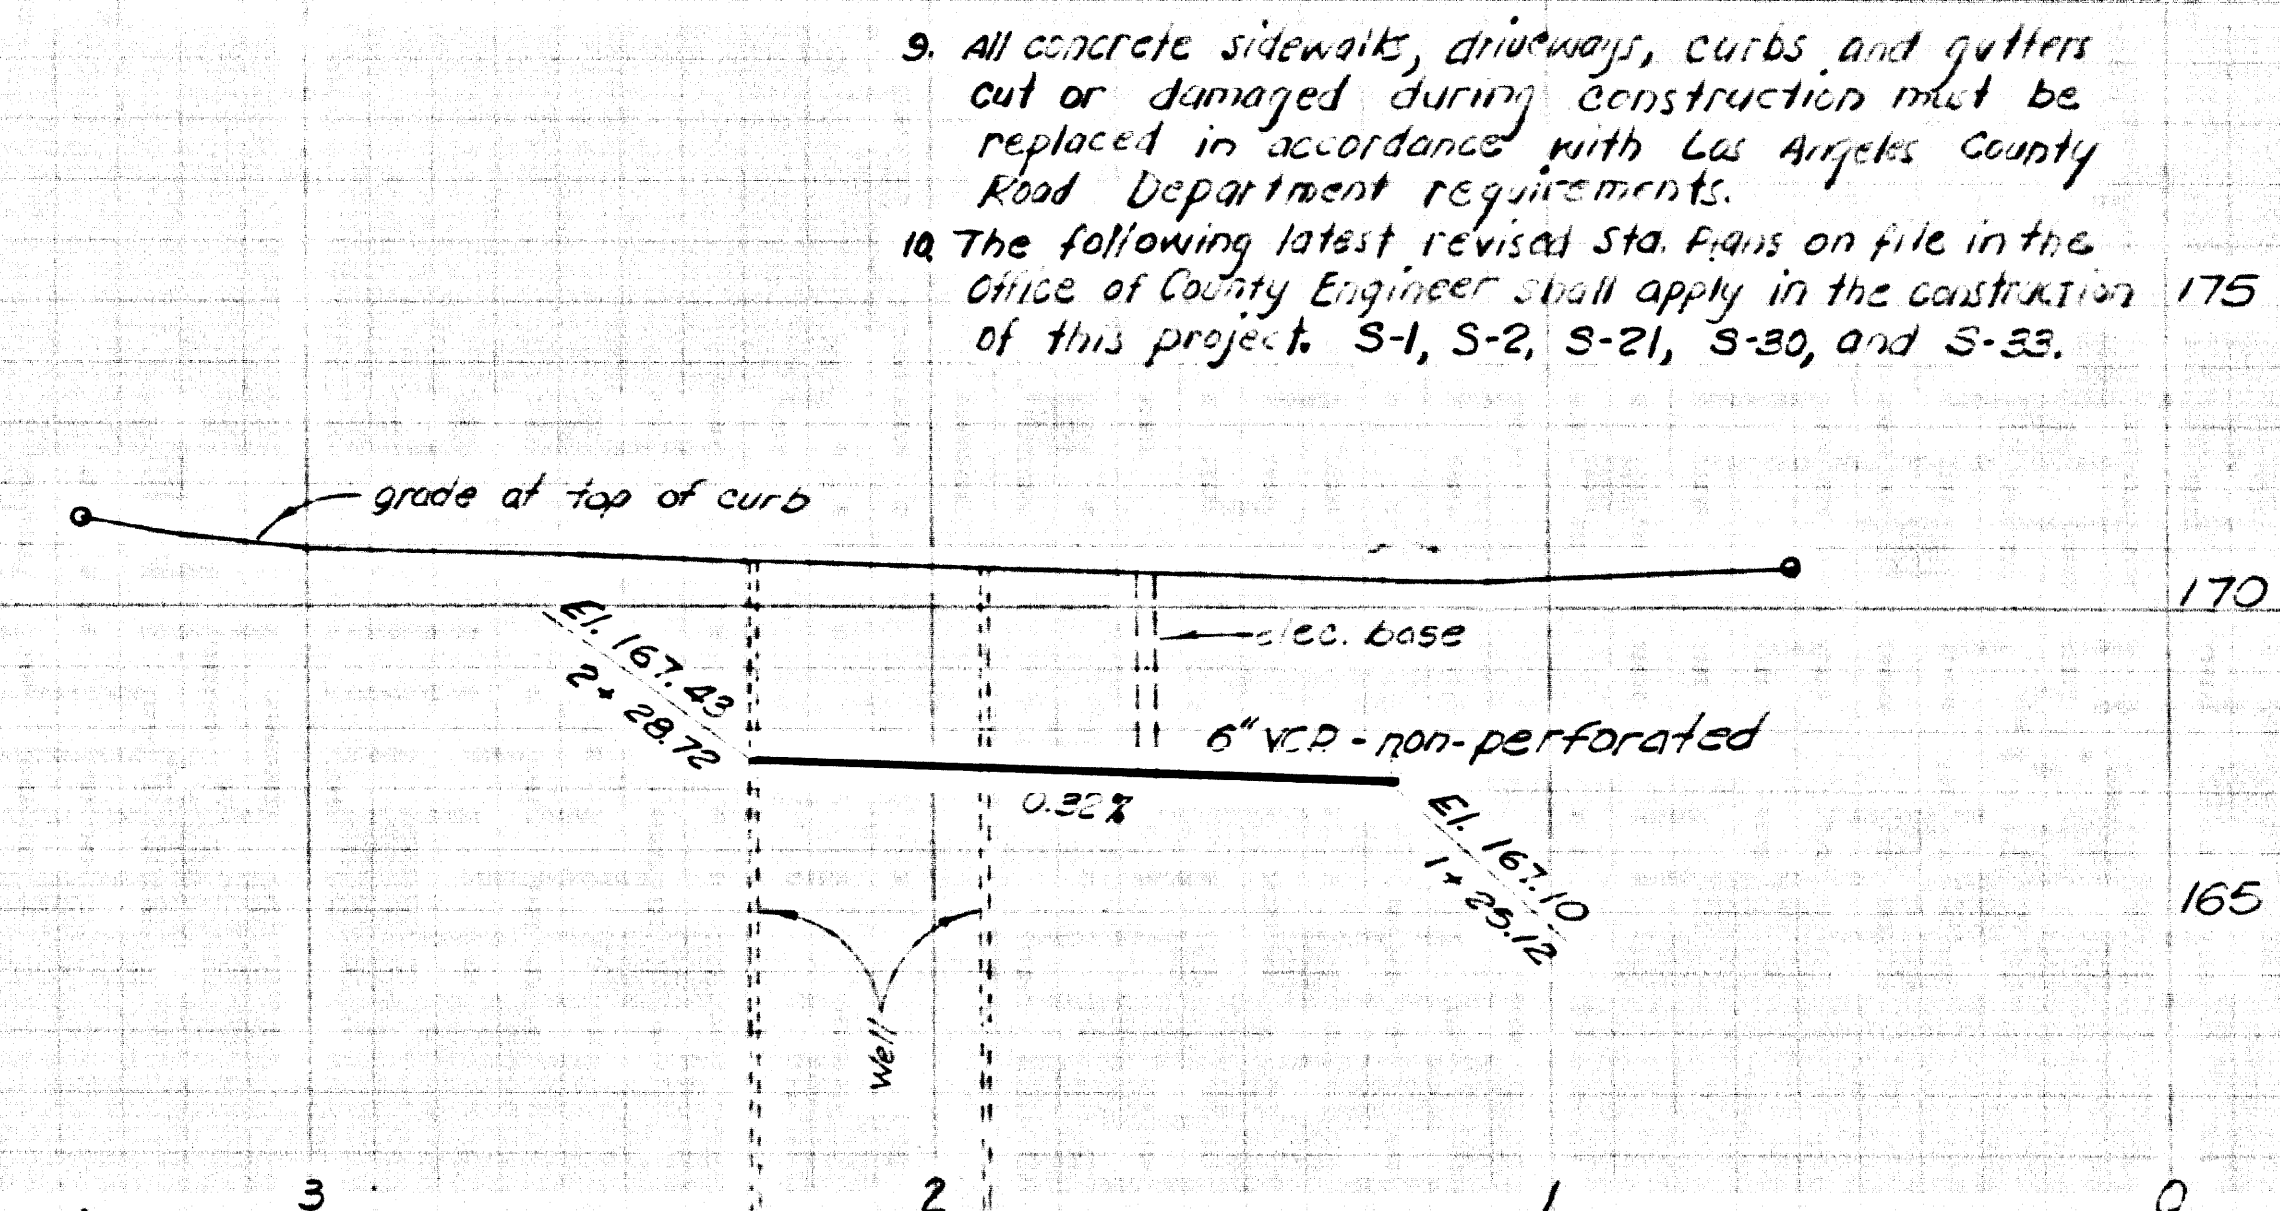 9. All concrete sidewalks, driveways, curbs and gutters
cut or damaged during construction must be
replaced in accordance with Los Angeles County
Road Department requirements.
10. The following latest revised Std. Plans on file in the
Office of County Engineer shall apply in the construction
of this project. S-1, S-2, S-21, S-30, and S-33.
175
grade at top of curb
170
El. 167.43
2+28.72
elec. base
6" V.C.P. - non-perforated
0.32%
El. 167.10
1+25.12
165
Well
3
2
1
0